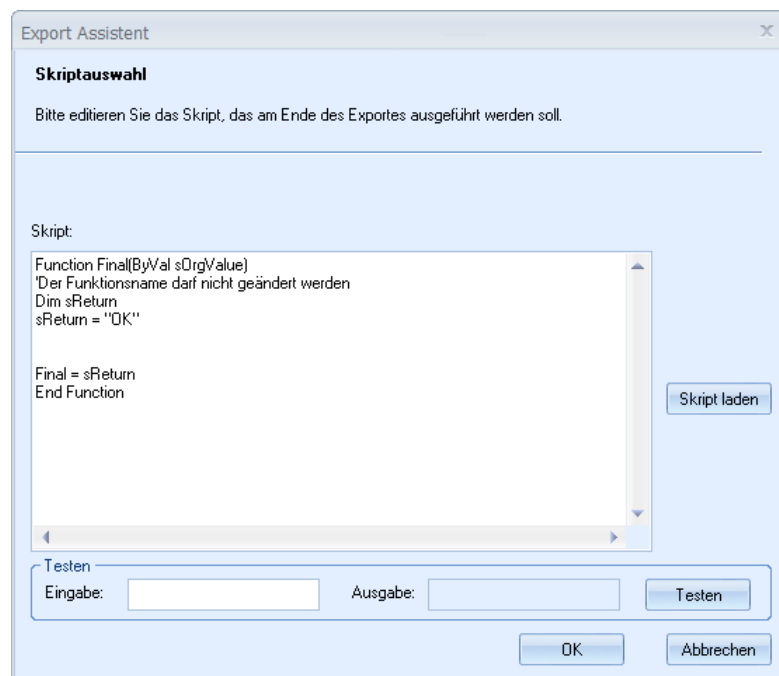 Export Assistent
Skriptauswahl
Bitte editieren Sie das Skript, das am Ende des Exportes ausgeführt werden soll.
Skript:
Function Final(ByVal sOrgValue)
'Der Funktionsname darf nicht geändert werden
Dim sReturn
sReturn = "OK"
Final = sReturn
End Function
Skript laden
Testen
Eingabe:
Ausgabe:
Testen
OK
Abbrechen